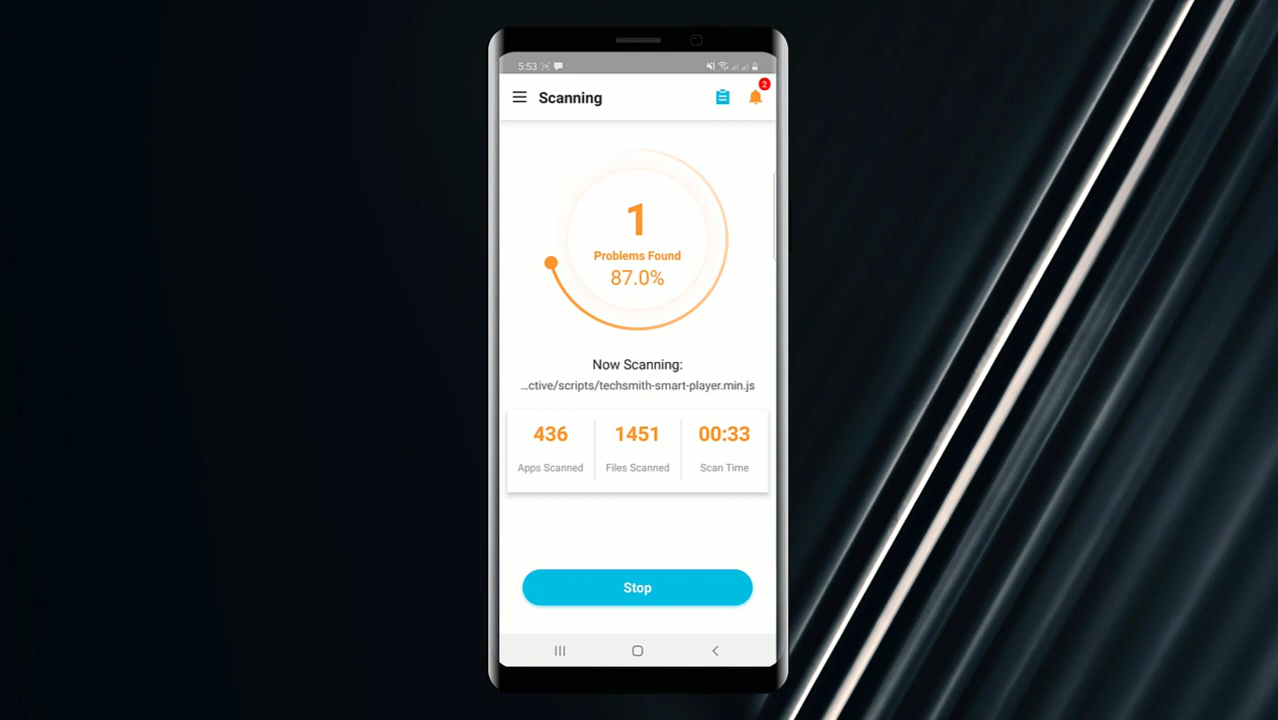 5:53
2
Scanning
1
Problems Found
87.0%
Now Scanning:
...ctive/scripts/techsmith-smart-player.min.js
436 1451 00:33
Apps Scanned Files Scanned Scan Time
Stop